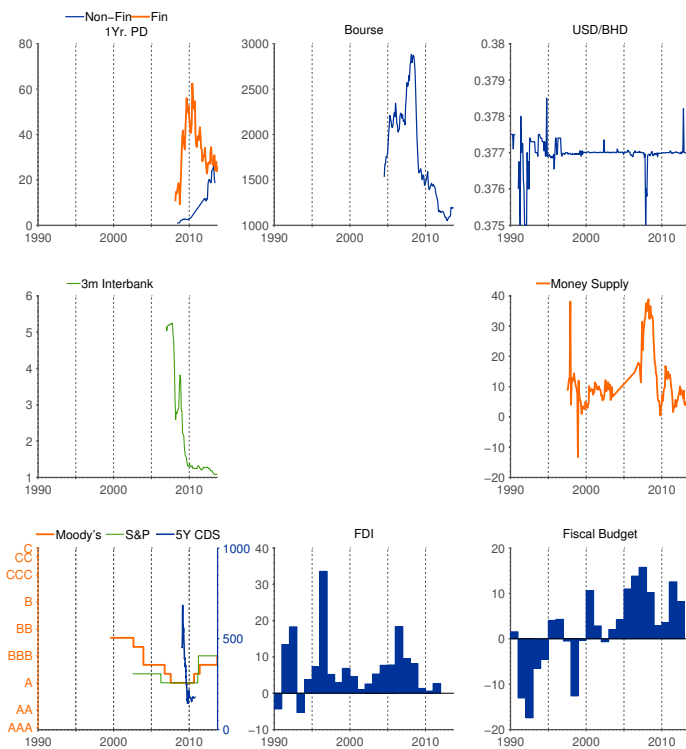 Non-Fin Fin
1Yr. PD
80
60
40
20
0
1990 2000 2010
Bourse
3000
2500
2000
1500
1000
1990 2000 2010
USD/BHD
0.38
0.379
0.378
0.377
0.376
0.375
1990 2000 2010
3m Interbank
6
5
4
3
2
1
1990 2000 2010
Money Supply
40
30
20
10
0
−10
−20
1990 2000 2010
Moody's S&P 5Y CDS
C
CC
CCC
B
BB
BBB
A
AA
AAA
1000
500
0
1990 2000 2010
FDI
40
30
20
10
0
−10
1990 2000 2010
Fiscal Budget
20
10
0
−10
−20
1990 2000 2010